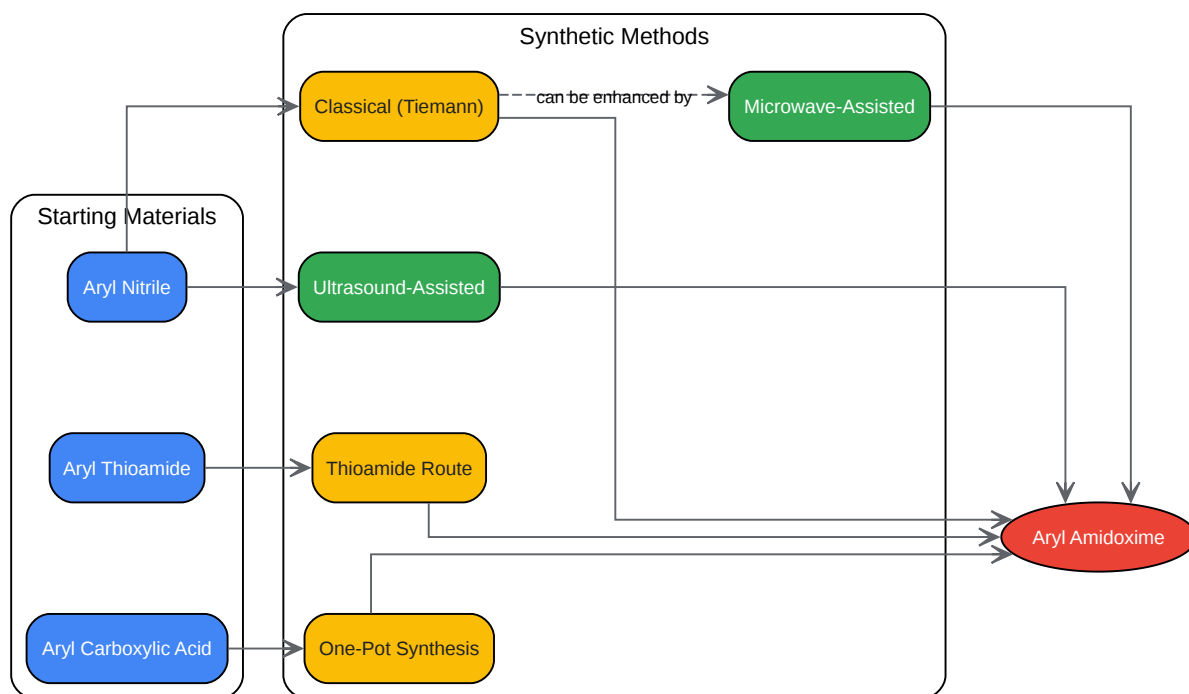 Synthetic Methods
Classical (Tiemann)
can be enhanced by
Microwave-Assisted
Starting Materials
Aryl Nitrile
Ultrasound-Assisted
Aryl Thioamide
Thioamide Route
Aryl Amidoxime
Aryl Carboxylic Acid
One-Pot Synthesis